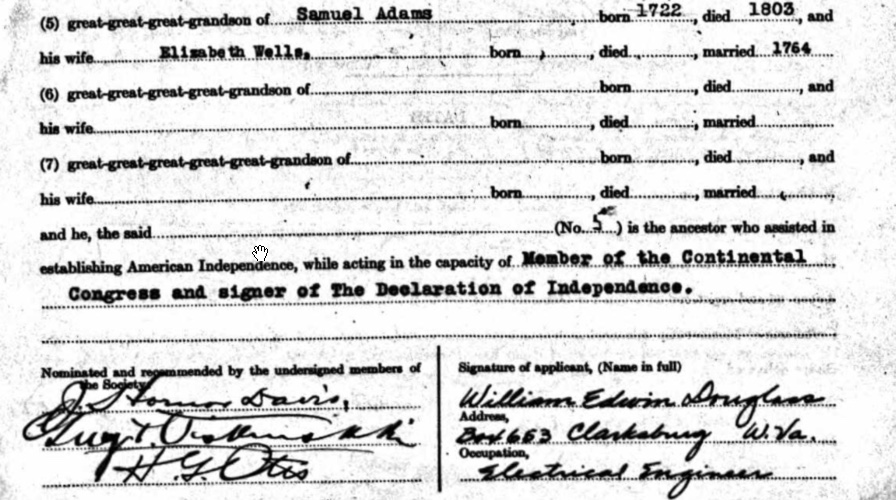 (5) great-great-great-grandson of Samuel Adams born 1722, died 1803, and
his wife Elizabeth Wells, born , died , married 1764
(6) great-great-great-great-grandson of born , died , and
his wife born , died , married
(7) great-great-great-great-great-grandson of born , died , and
his wife born , died , married
and he, the said (No. 5 ) is the ancestor who assisted in
establishing American Independence, while acting in the capacity of Member of the Continental
Congress and signer of The Declaration of Independence.
Nominated and recommended by the undersigned members of
the Society
Hornor Davis,
Guy T.
H. G. Otis
Signature of applicant, (Name in full)
William Edwin Douglass
Address,
Box 653 Clarksburg W. Va.
Occupation,
Electrical Engineer